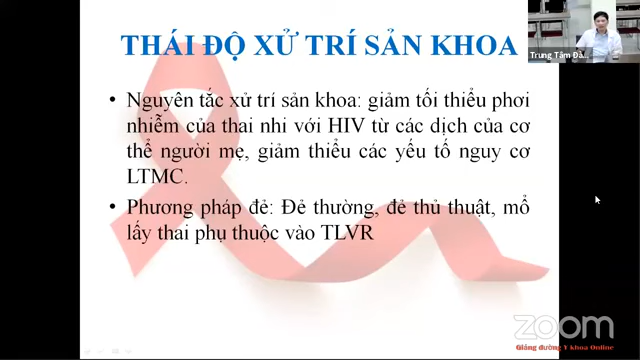 THÁI ĐỘ XỬ TRÍ SẢN KHOA
Trung Tâm Đà...
• Nguyên tắc xử trí sản khoa: giảm tối thiểu phơi
nhiễm của thai nhi với HIV từ các dịch của cơ
thể người mẹ, giảm thiểu các yếu tố nguy cơ
LTMC.
• Phương pháp đẻ: Đẻ thường, đẻ thủ thuật, mổ
lấy thai phụ thuộc vào TLVR
zoom
Giảng đường Y khoa Online